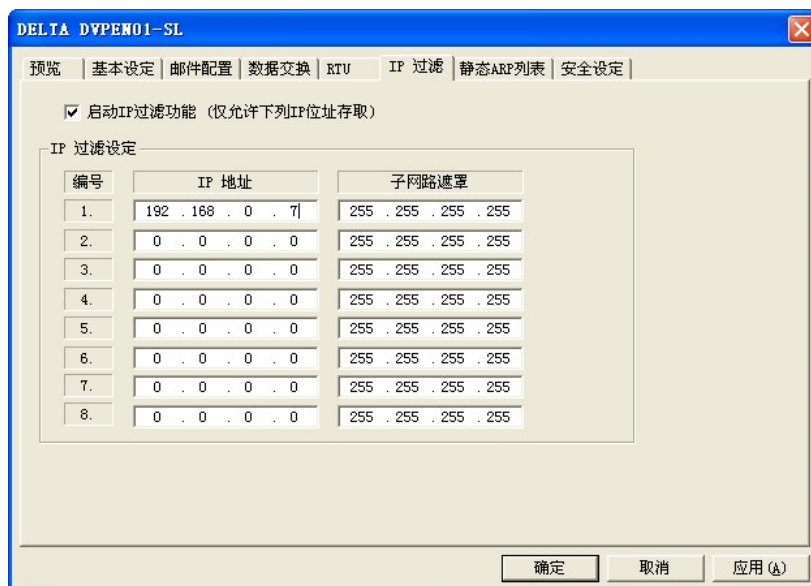 DELTA DVPEN01-SL
预览 基本设定 邮件配置 数据交换 RTU IP 过滤 静态ARP列表 安全设定
启动IP过滤功能 (仅允许下列IP位址存取)
IP 过滤设定
编号 IP 地址 子网路遮罩
1. 192 . 168 . 0 . 7 255 . 255 . 255 . 255
2. 0 . 0 . 0 . 0 255 . 255 . 255 . 255
3. 0 . 0 . 0 . 0 255 . 255 . 255 . 255
4. 0 . 0 . 0 . 0 255 . 255 . 255 . 255
5. 0 . 0 . 0 . 0 255 . 255 . 255 . 255
6. 0 . 0 . 0 . 0 255 . 255 . 255 . 255
7. 0 . 0 . 0 . 0 255 . 255 . 255 . 255
8. 0 . 0 . 0 . 0 255 . 255 . 255 . 255
确定 取消 应用(A)